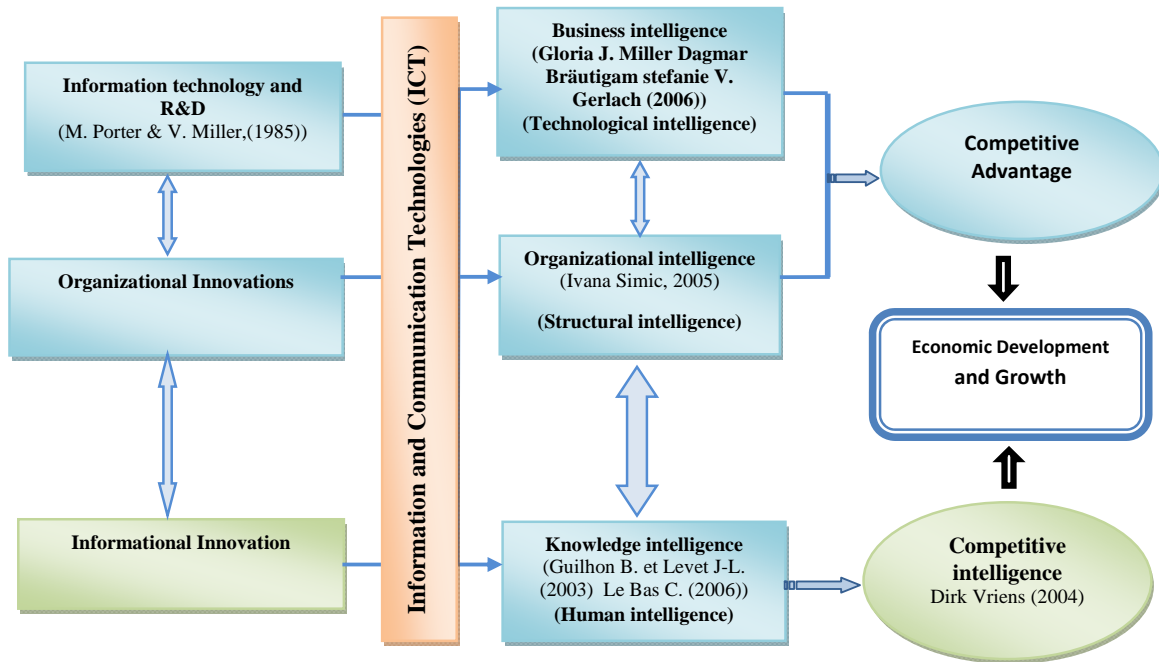 Information technology and
R&D
(M. Porter & V. Miller,(1985))
Organizational Innovations
Informational Innovation
Information and Communication Technologies (ICT)
Business intelligence
(Gloria J. Miller Dagmar
Bräutigam stefanie V.
Gerlach (2006))
(Technological intelligence)
Organizational intelligence
(Ivana Simic, 2005)
(Structural intelligence)
Knowledge intelligence
(Guilhon B. et Levet J-L.
(2003) Le Bas C. (2006))
(Human intelligence)
Competitive
Advantage
Economic Development
and Growth
Competitive
intelligence
Dirk Vriens (2004)